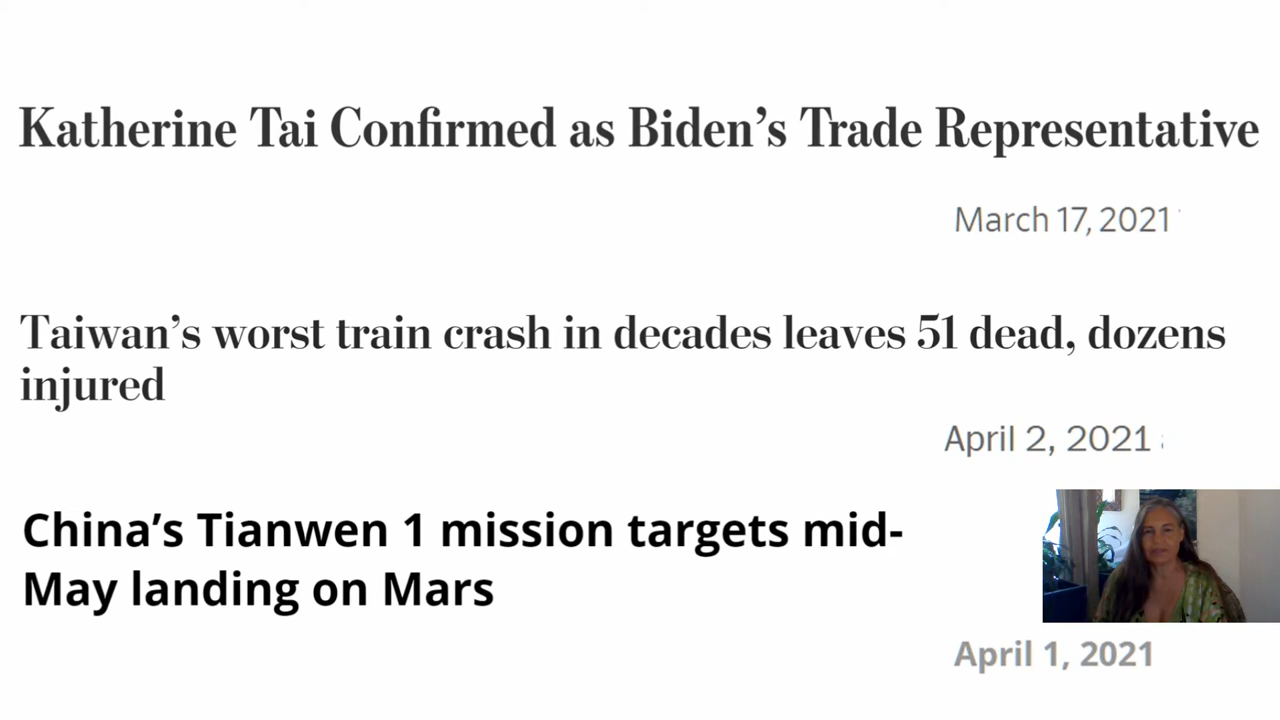 Katherine Tai Confirmed as Biden’s Trade Representative
March 17, 2021
Taiwan’s worst train crash in decades leaves 51 dead, dozens
injured
April 2, 2021
China’s Tianwen 1 mission targets mid-
May landing on Mars
April 1, 2021